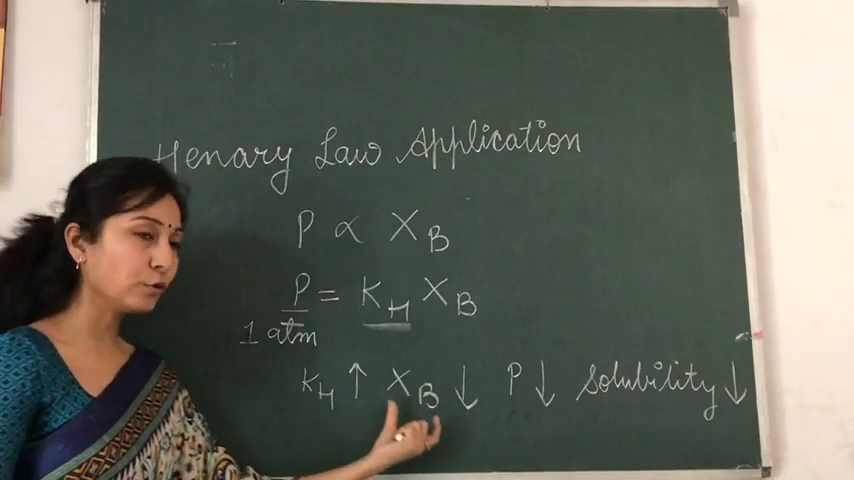 Henary Law Application
P ∝ X_B
P = K_H X_B
1 atm
K_H ↑ X_B ↓ P ↓ Solubility ↓